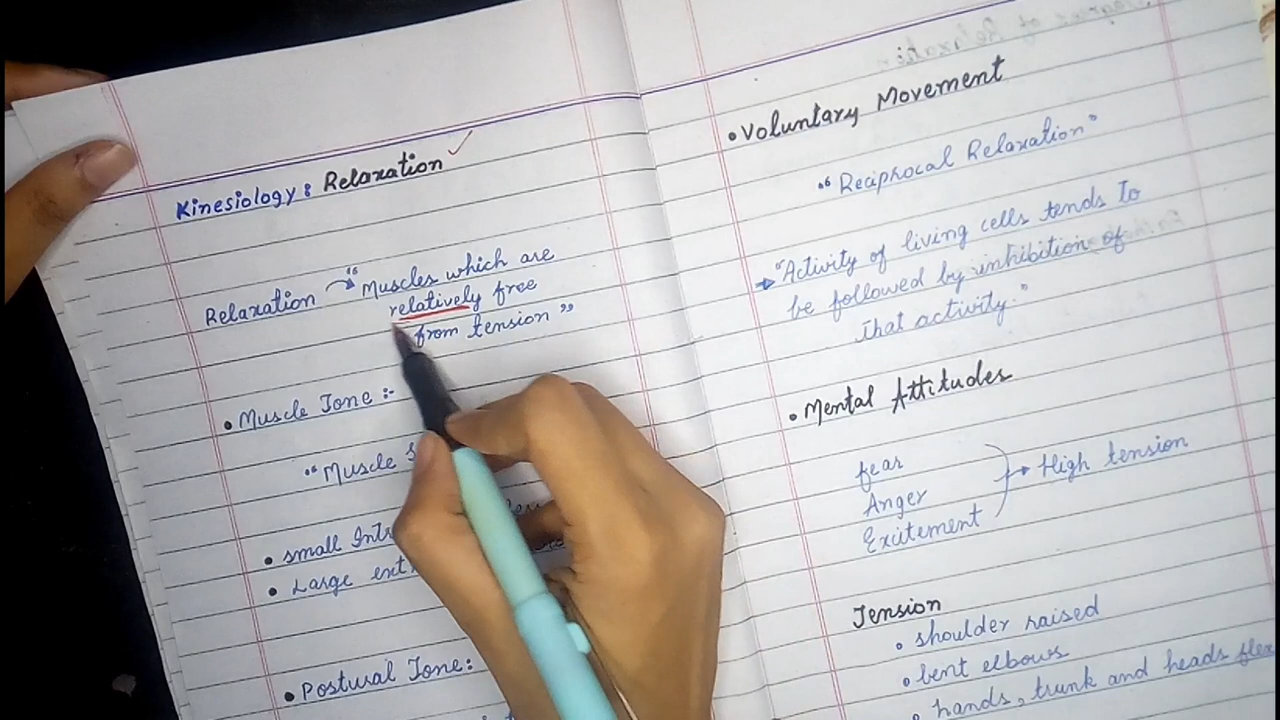 Kinesiology: Relaxation ✓
Relaxation → "Muscles which are
relatively free
from tension"
• Muscle Tone :-
"Muscle
• small
• Large
• Postural Tone:
• Voluntary Movement
"Reciprocal Relaxation"
→ "Activity of living cells tends to
be followed by inhibition of
that activity."
• Mental Attitudes
fear
Anger → High tension
Excitement
Tension
• shoulder raised
• bent elbows
• hands, trunk and heads